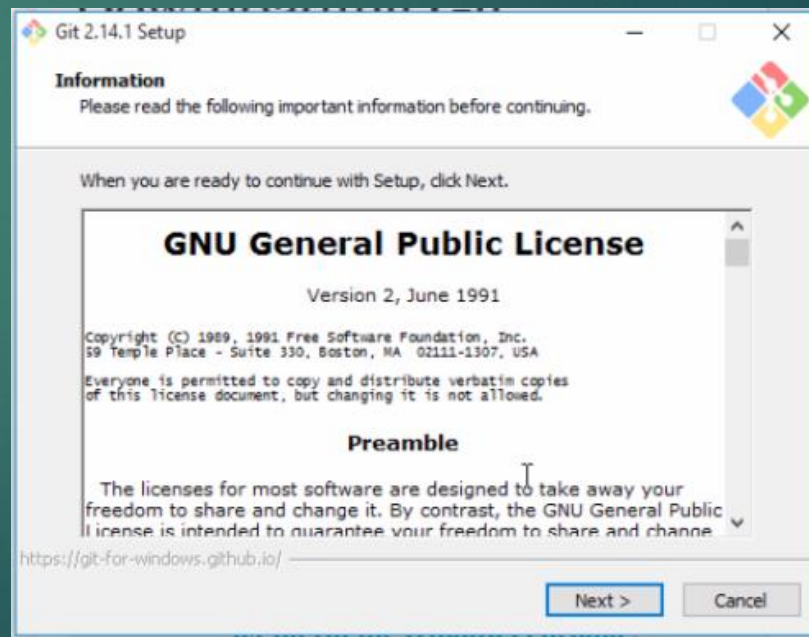 Git 2.14.1 Setup
Information
Please read the following important information before continuing.
When you are ready to continue with Setup, click Next.
GNU General Public License
Version 2, June 1991
Copyright (C) 1989, 1991 Free Software Foundation, Inc.
59 Temple Place - Suite 330, Boston, MA 02111-1307, USA
Everyone is permitted to copy and distribute verbatim copies
of this license document, but changing it is not allowed.
Preamble
The licenses for most software are designed to take away your
freedom to share and change it. By contrast, the GNU General Public
License is intended to guarantee your freedom to share and change
https://git-for-windows.github.io/
Next >
Cancel